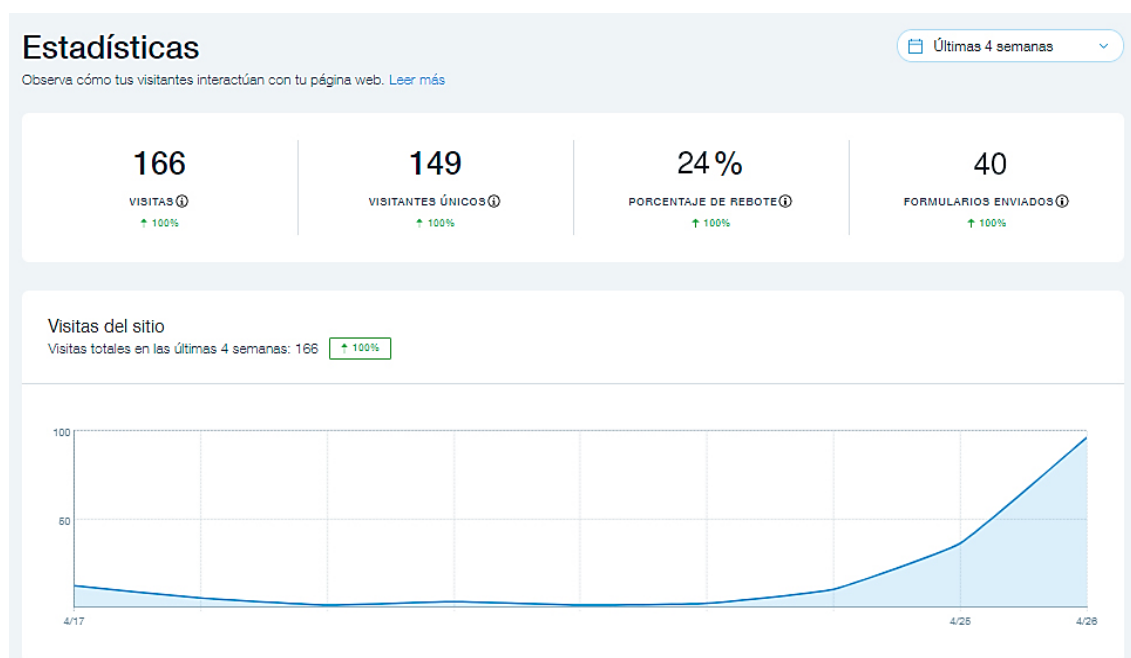 Estadísticas
Últimas 4 semanas
Observa cómo tus visitantes interactúan con tu página web. Leer más
166
149
24%
40
VISITAS
VISITANTES ÚNICOS
PORCENTAJE DE REBOTE
FORMULARIOS ENVIADOS
↑ 100%
↑ 100%
↑ 100%
↑ 100%
Visitas del sitio
Visitas totales en las últimas 4 semanas: 166 ↑ 100%
100
50
4/17
4/25
4/26